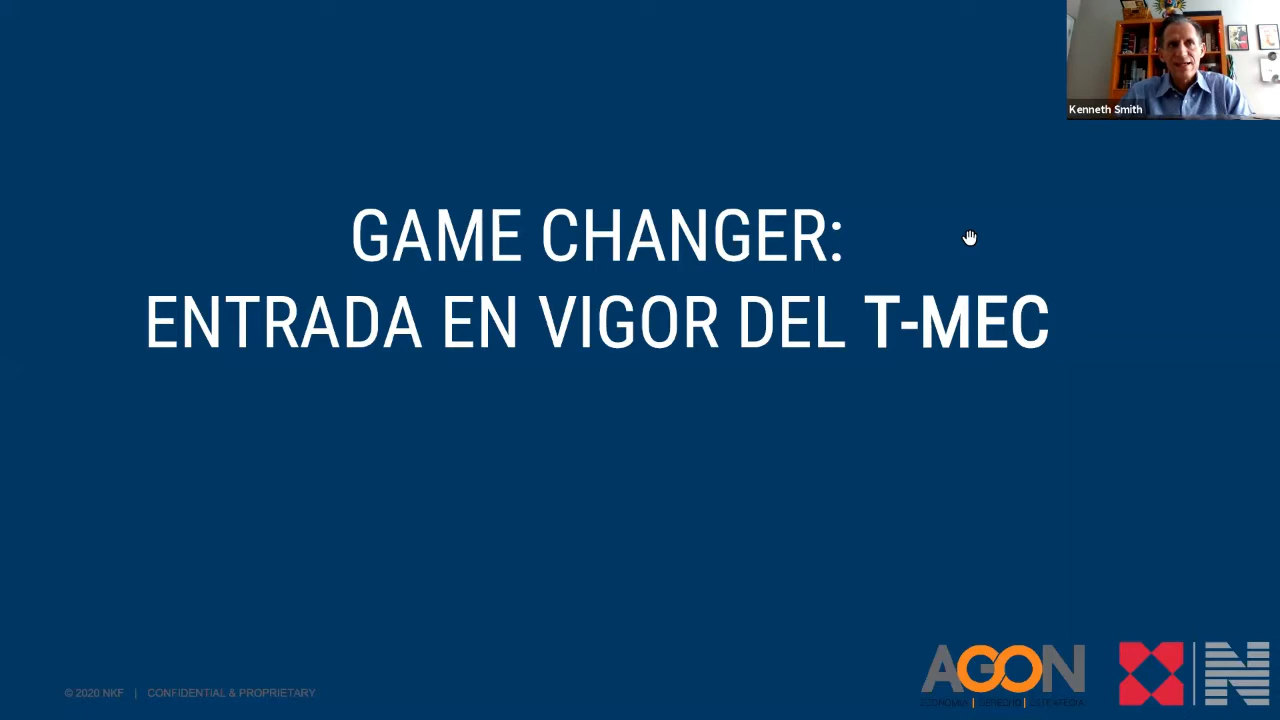 Kenneth Smith
GAME CHANGER:
ENTRADA EN VIGOR DEL T-MEC
© 2020 NKF | CONFIDENTIAL & PROPRIETARY
AGON
ECONOMÍA | DERECHO | ESTRATEGIA
N